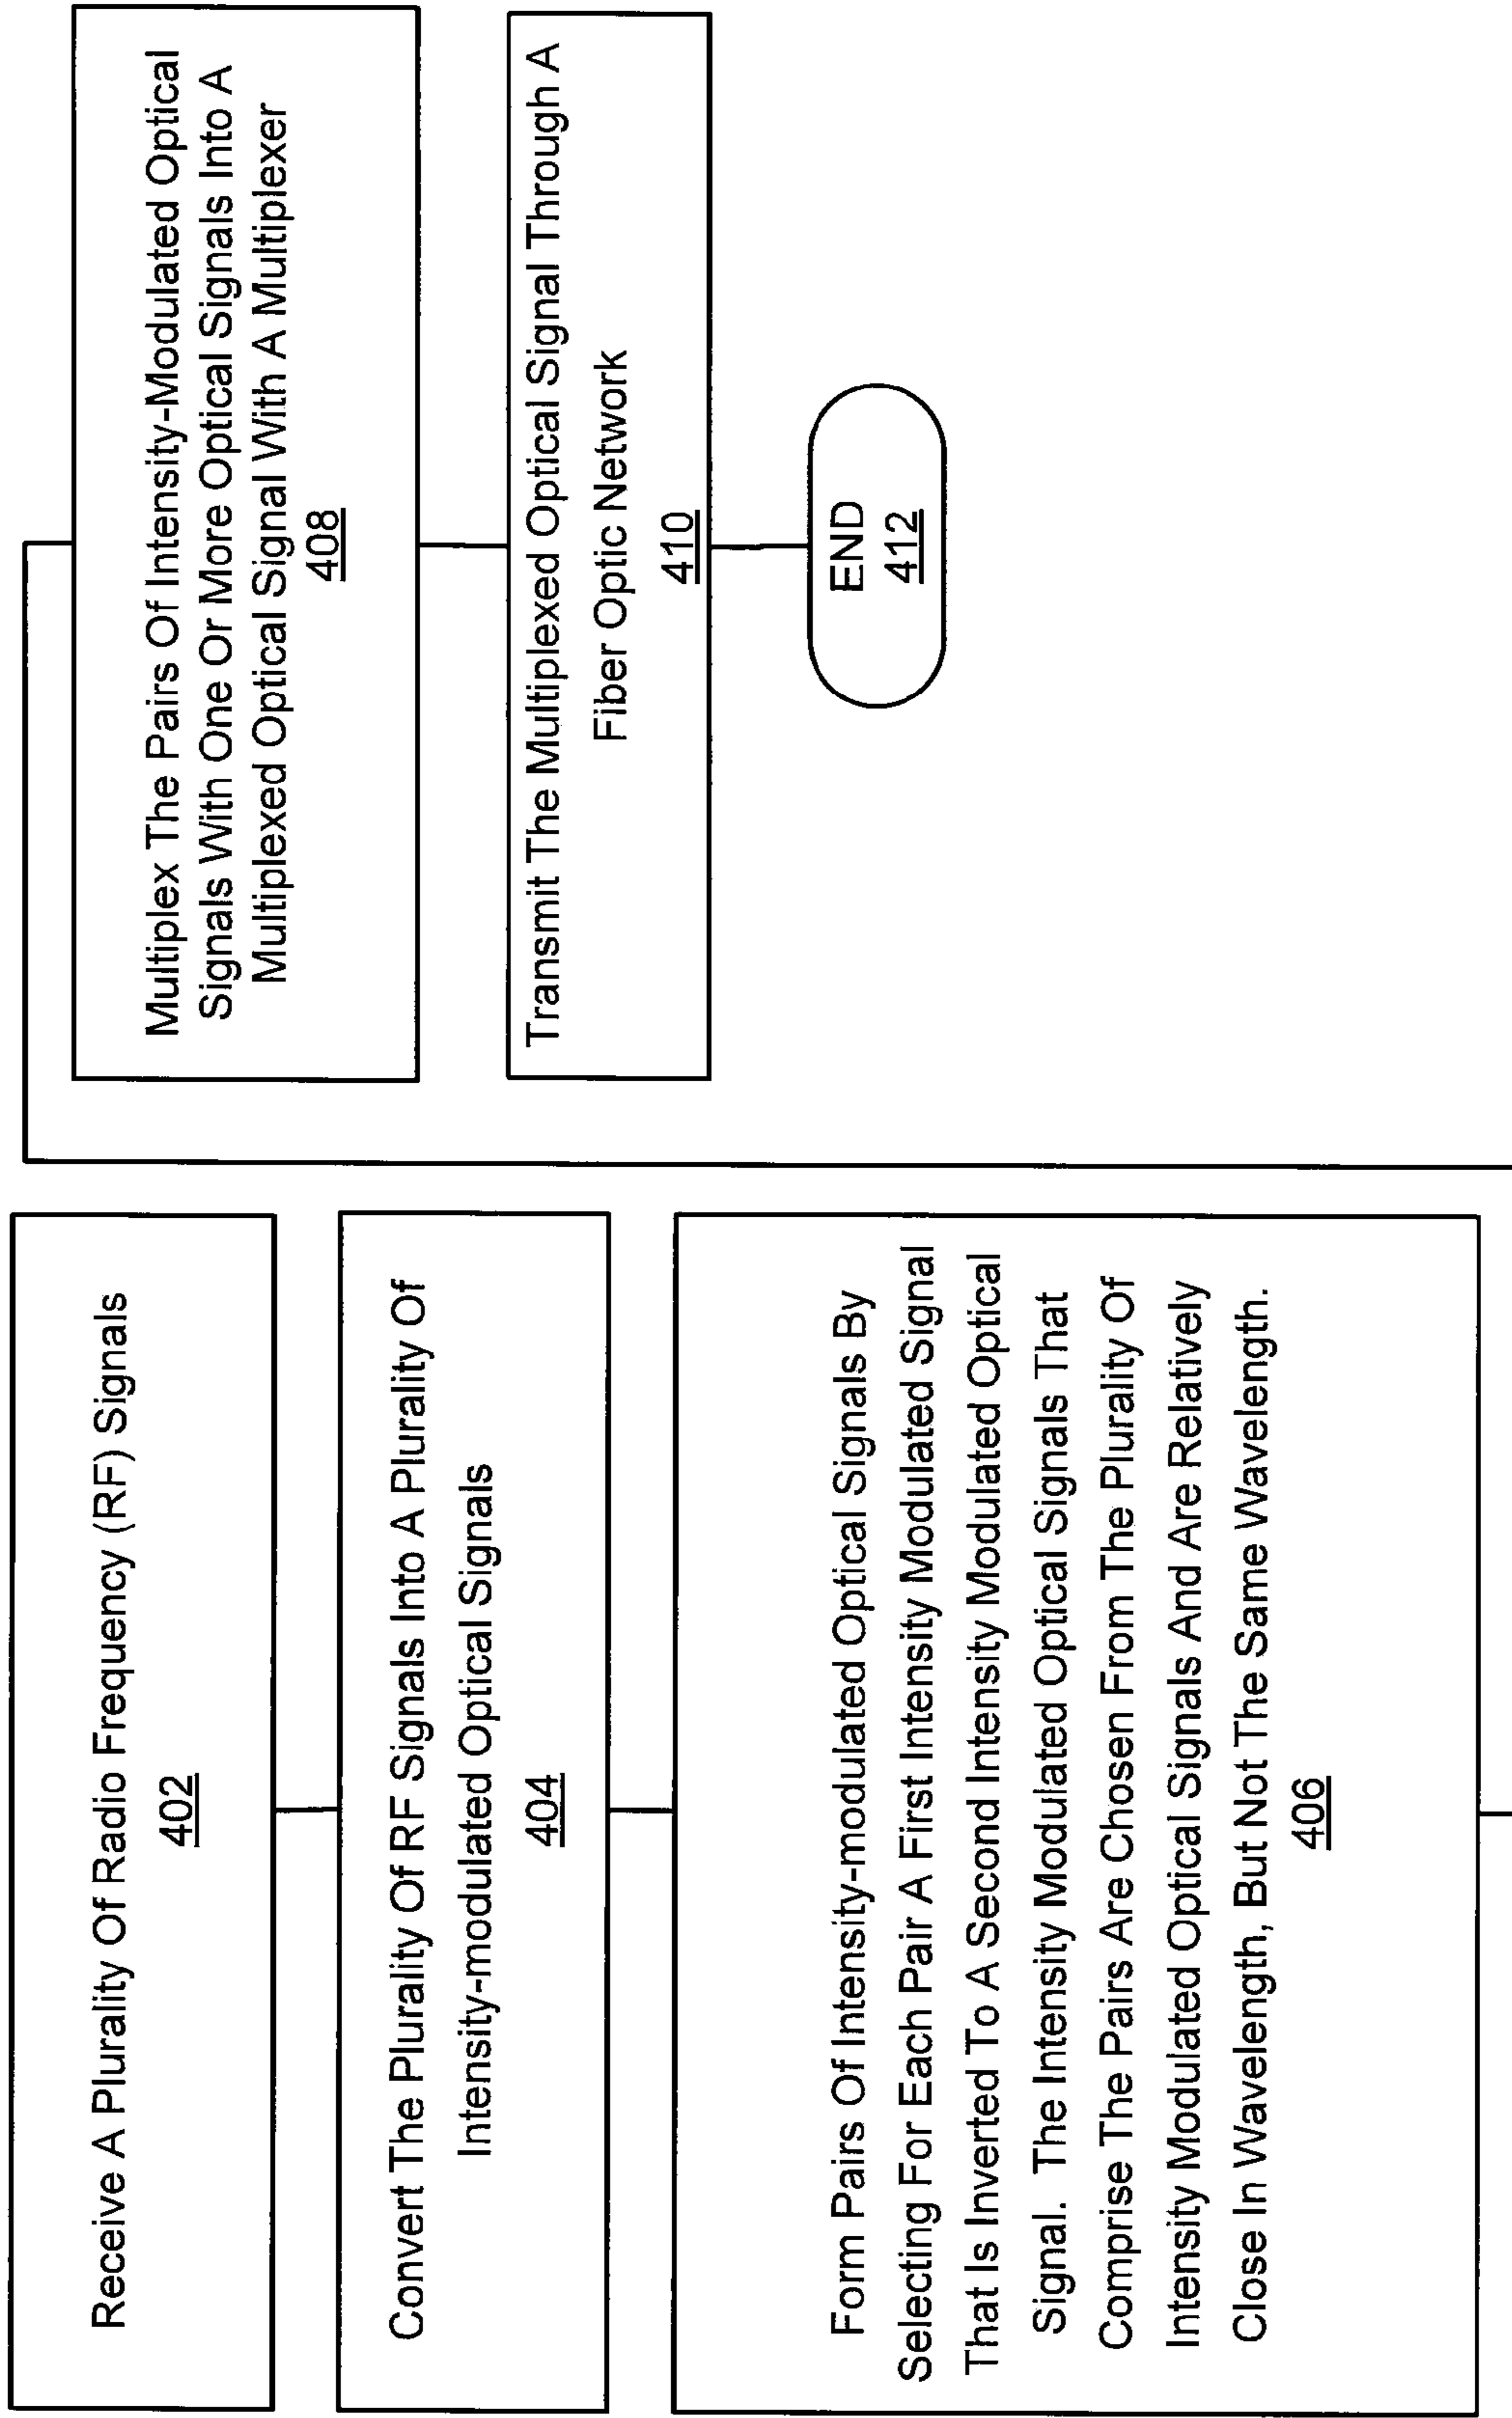 Receive A Plurality Of Radio Frequency (RF) Signals
402
Convert The Plurality Of RF Signals Into A Plurality Of
Intensity-modulated Optical Signals
404
Form Pairs Of Intensity-modulated Optical Signals By
Selecting For Each Pair A First Intensity Modulated Signal
That Is Inverted To A Second Intensity Modulated Optical
Signal. The Intensity Modulated Optical Signals That
Comprise The Pairs Are Chosen From The Plurality Of
Intensity Modulated Optical Signals And Are Relatively
Close In Wavelength, But Not The Same Wavelength.
406
Multiplex The Pairs Of Intensity-Modulated Optical
Signals With One Or More Optical Signals Into A
Multiplexed Optical Signal With A Multiplexer
408
Transmit The Multiplexed Optical Signal Through A
Fiber Optic Network
410
END
412